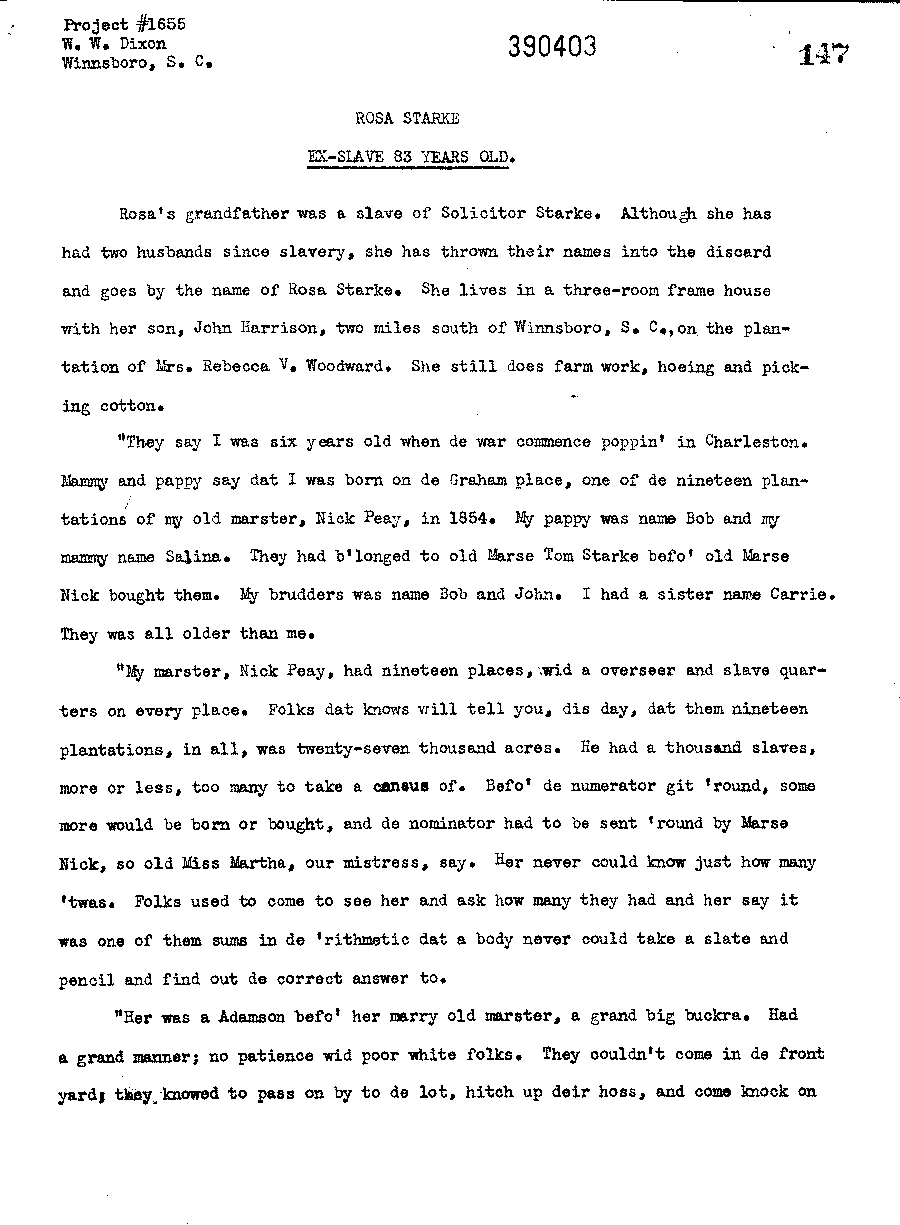 Project #1655
W. W. Dixon
Winnsboro, S. C.
390403
147
ROSA STARKE
EX-SLAVE 83 YEARS OLD.
Rosa's grandfather was a slave of Solicitor Starke. Although she has
had two husbands since slavery, she has thrown their names into the discard
and goes by the name of Rosa Starke. She lives in a three-room frame house
with her son, John Harrison, two miles south of Winnsboro, S. C.,on the plan-
tation of Mrs. Rebecca V. Woodward. She still does farm work, hoeing and pick-
ing cotton.
"They say I was six years old when de war commence poppin' in Charleston.
Mammy and pappy say dat I was born on de Graham place, one of de nineteen plan-
tations of my old marster, Nick Peay, in 1854. My pappy was name Bob and my
mammy name Salina. They had b'longed to old Marse Tom Starke befo' old Marse
Nick bought them. My brudders was name Bob and John. I had a sister name Carrie.
They was all older than me.
"My marster, Nick Peay, had nineteen places, wid a overseer and slave quar-
ters on every place. Folks dat knows will tell you, dis day, dat them nineteen
plantations, in all, was twenty-seven thousand acres. He had a thousand slaves,
more or less, too many to take a census of. Befo' de numerator git 'round, some
more would be born or bought, and de nominator had to be sent 'round by Marse
Nick, so old Miss Martha, our mistress, say. Her never could know just how many
'twas. Folks used to come to see her and ask how many they had and her say it
was one of them sums in de 'rithmetic dat a body never could take a slate and
pencil and find out de correct answer to.
"Her was a Adamson befo' her marry old marster, a grand big buckra. Had
a grand manner; no patience wid poor white folks. They couldn't come in de front
yard; they knowed to pass on by to de lot, hitch up deir hoss, and come knock on